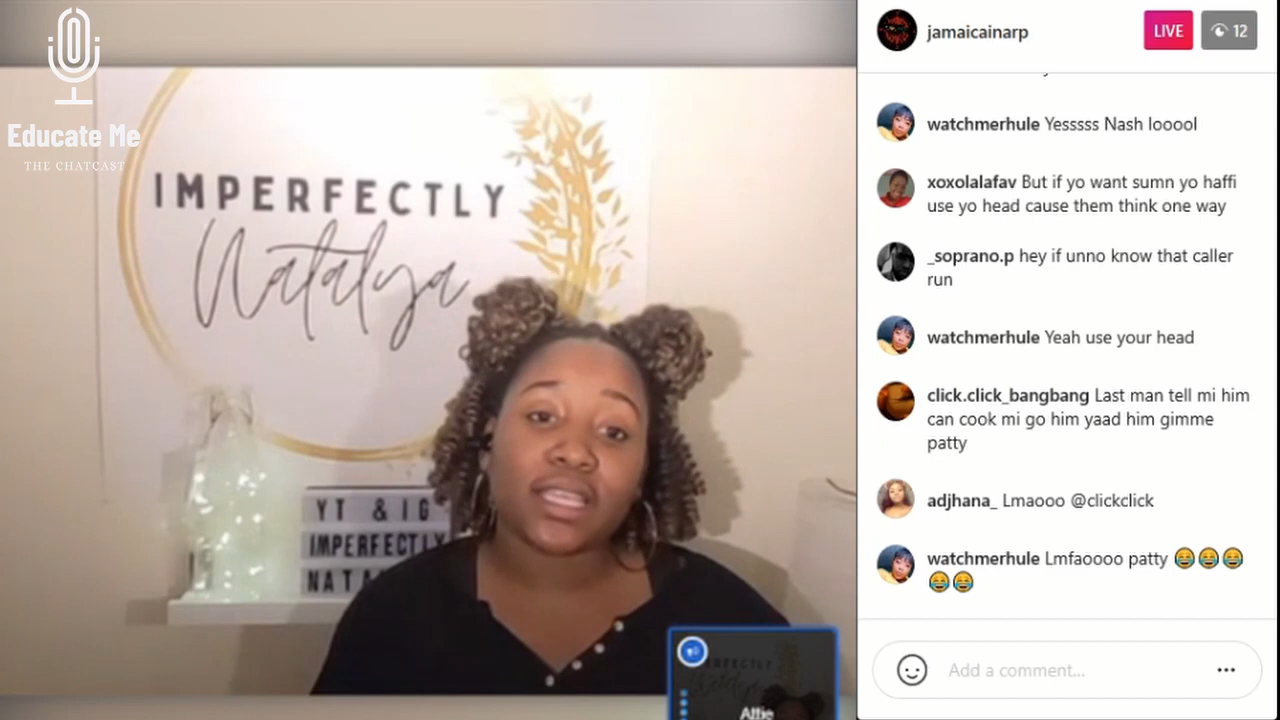 Educate Me
THE CHATCAST
IMPERFECTLY
Natalya
YT & IG
IMPERFECTLY
Attie
jamaicainarp
LIVE
12
watchmerhule Yesssss Nash looool
xoxolalafav But if yo want sumn yo haffi
use yo head cause them think one way
_soprano.p hey if unno know that caller
run
watchmerhule Yeah use your head
click.click_bangbang Last man tell mi him
can cook mi go him yaad him gimme
patty
adjhana_ Lmaooo @clickclick
watchmerhule Lmfaoooo patty 😂😂😂
😂😂
Add a comment...